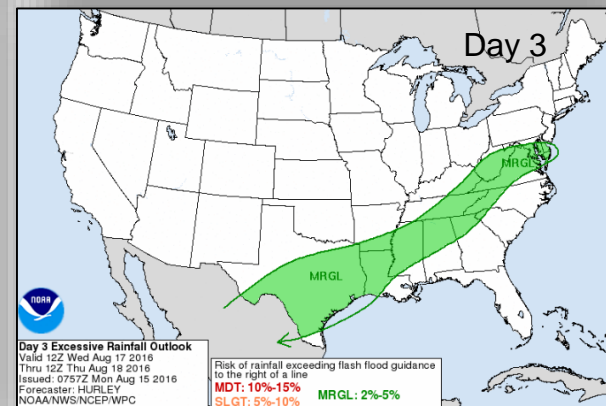 Day 3
MRGL
MRGL
NOAA
Day 3 Excessive Rainfall Outlook
Valid 12Z Wed Aug 17 2016
Thru 12Z Thu Aug 18 2016
Issued: 0757Z Mon Aug 15 2016
Forecaster: HURLEY
NOAA/NWS/NCEP/WPC
Risk of rainfall exceeding flash flood guidance
to the right of a line
MDT: 10%-15%
SLGT: 5%-10% MRGL: 2%-5%